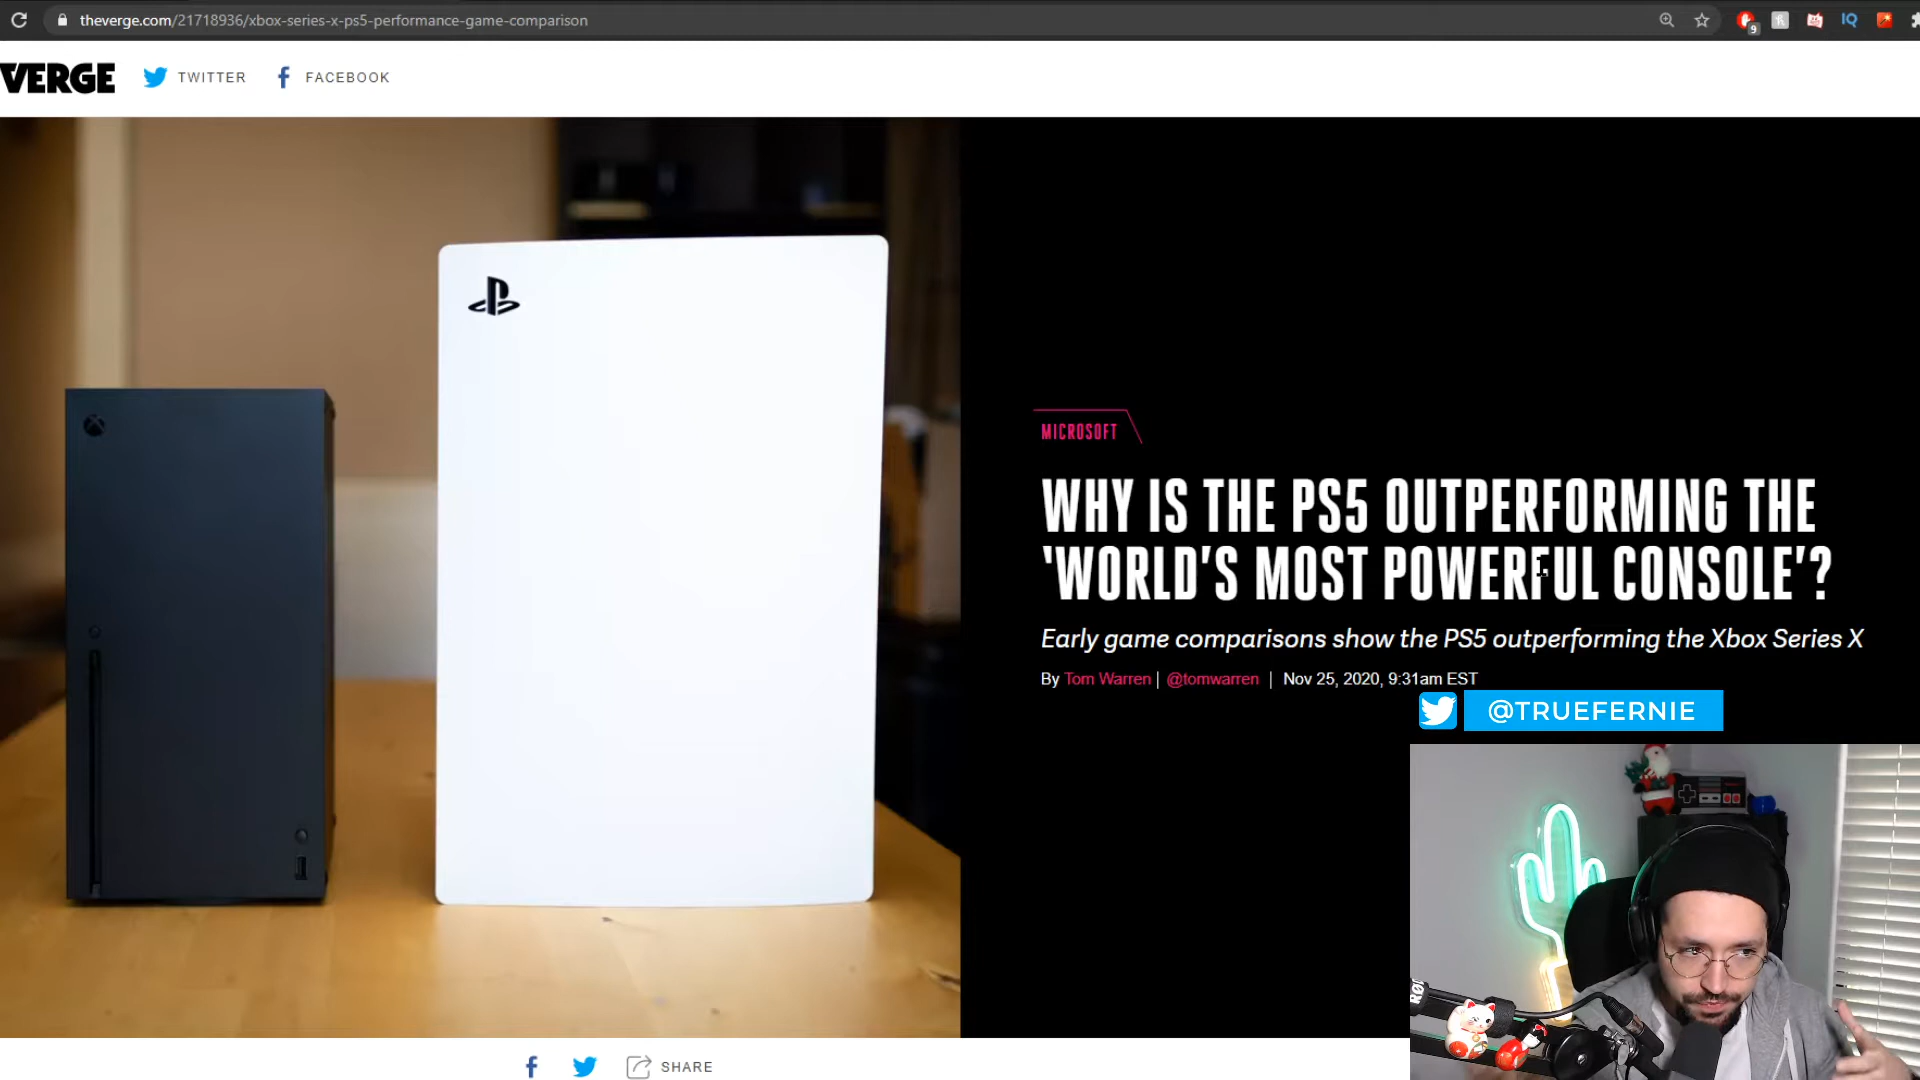 theverge.com/21718936/xbox-series-x-ps5-performance-game-comparison
9
IQ
VERGE
TWITTER
FACEBOOK
MICROSOFT
WHY IS THE PS5 OUTPERFORMING THE
'WORLD'S MOST POWERFUL CONSOLE'?
Early game comparisons show the PS5 outperforming the Xbox Series X
By Tom Warren | @tomwarren | Nov 25, 2020, 9:31am EST
@TRUEFERNIE
SHARE